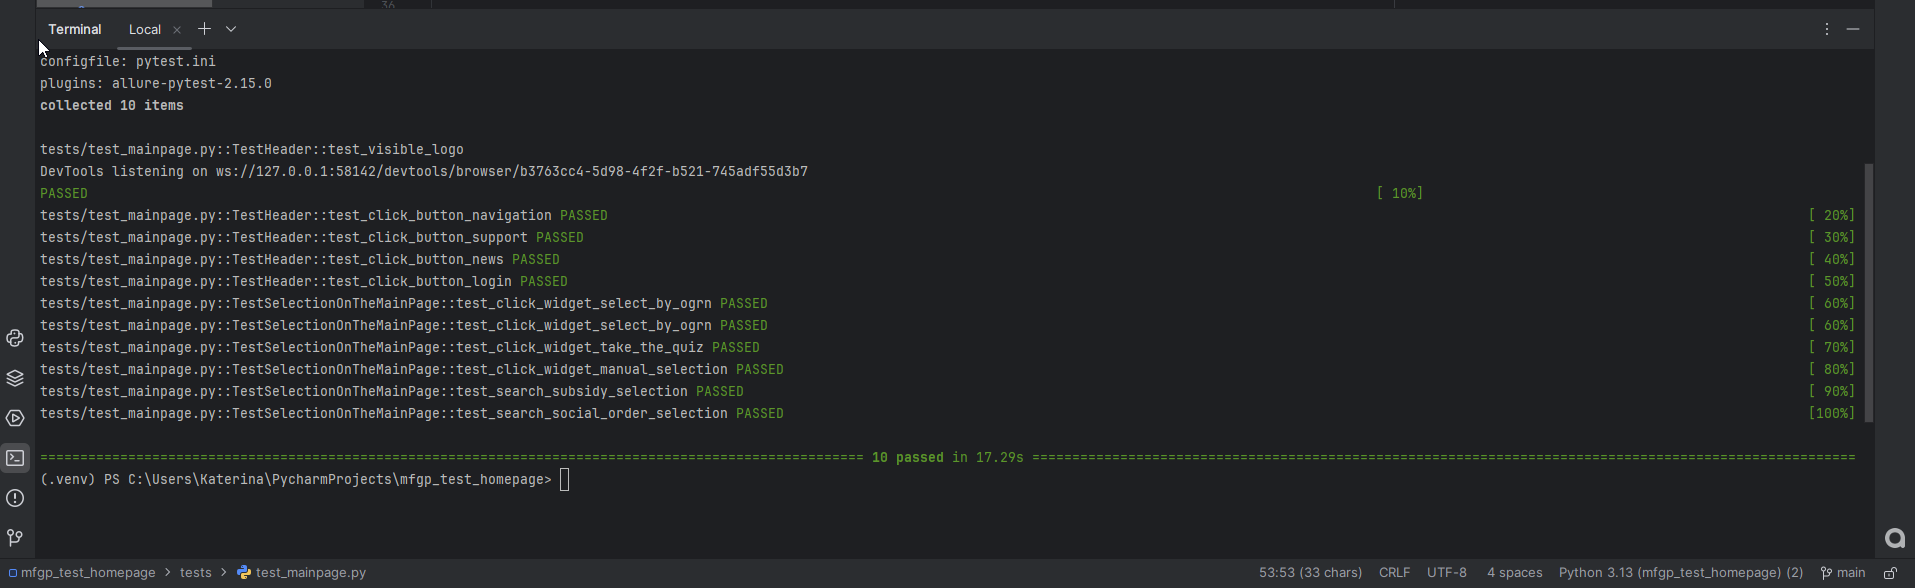 36
Terminal Local
configfile: pytest.ini
plugins: allure-pytest-2.15.0
collected 10 items
tests/test_mainpage.py::TestHeader::test_visible_logo
DevTools listening on ws://127.0.0.1:58142/devtools/browser/b3763cc4-5d98-4f2f-b521-745adf55d3b7
PASSED [ 10%]
tests/test_mainpage.py::TestHeader::test_click_button_navigation PASSED [ 20%]
tests/test_mainpage.py::TestHeader::test_click_button_support PASSED [ 30%]
tests/test_mainpage.py::TestHeader::test_click_button_news PASSED [ 40%]
tests/test_mainpage.py::TestHeader::test_click_button_login PASSED [ 50%]
tests/test_mainpage.py::TestSelectionOnTheMainPage::test_click_widget_select_by_ogrn PASSED [ 60%]
tests/test_mainpage.py::TestSelectionOnTheMainPage::test_click_widget_select_by_ogrn PASSED [ 60%]
tests/test_mainpage.py::TestSelectionOnTheMainPage::test_click_widget_take_the_quiz PASSED [ 70%]
tests/test_mainpage.py::TestSelectionOnTheMainPage::test_click_widget_manual_selection PASSED [ 80%]
tests/test_mainpage.py::TestSelectionOnTheMainPage::test_search_subsidy_selection PASSED [ 90%]
tests/test_mainpage.py::TestSelectionOnTheMainPage::test_search_social_order_selection PASSED [100%]
======================================================================================================= 10 passed in 17.29s =======================================================================================================
(.venv) PS C:\Users\Katerina\PycharmProjects\mfgp_test_homepage>
mfgp_test_homepage > tests > test_mainpage.py 53:53 (33 chars) CRLF UTF-8 4 spaces Python 3.13 (mfgp_test_homepage) (2) main